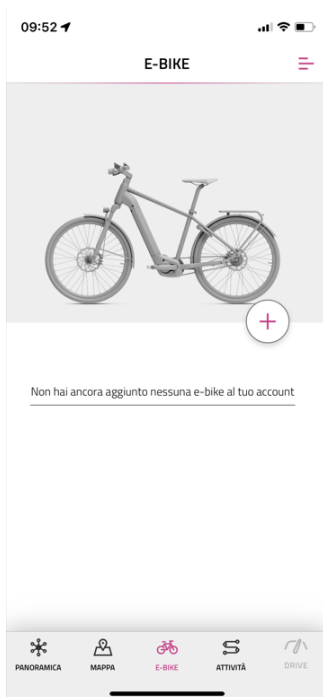 09:52
E-BIKE
Non hai ancora aggiunto nessuna e-bike al tuo account
PANORAMICA
MAPPA
E-BIKE
ATTIVITÀ
DRIVE